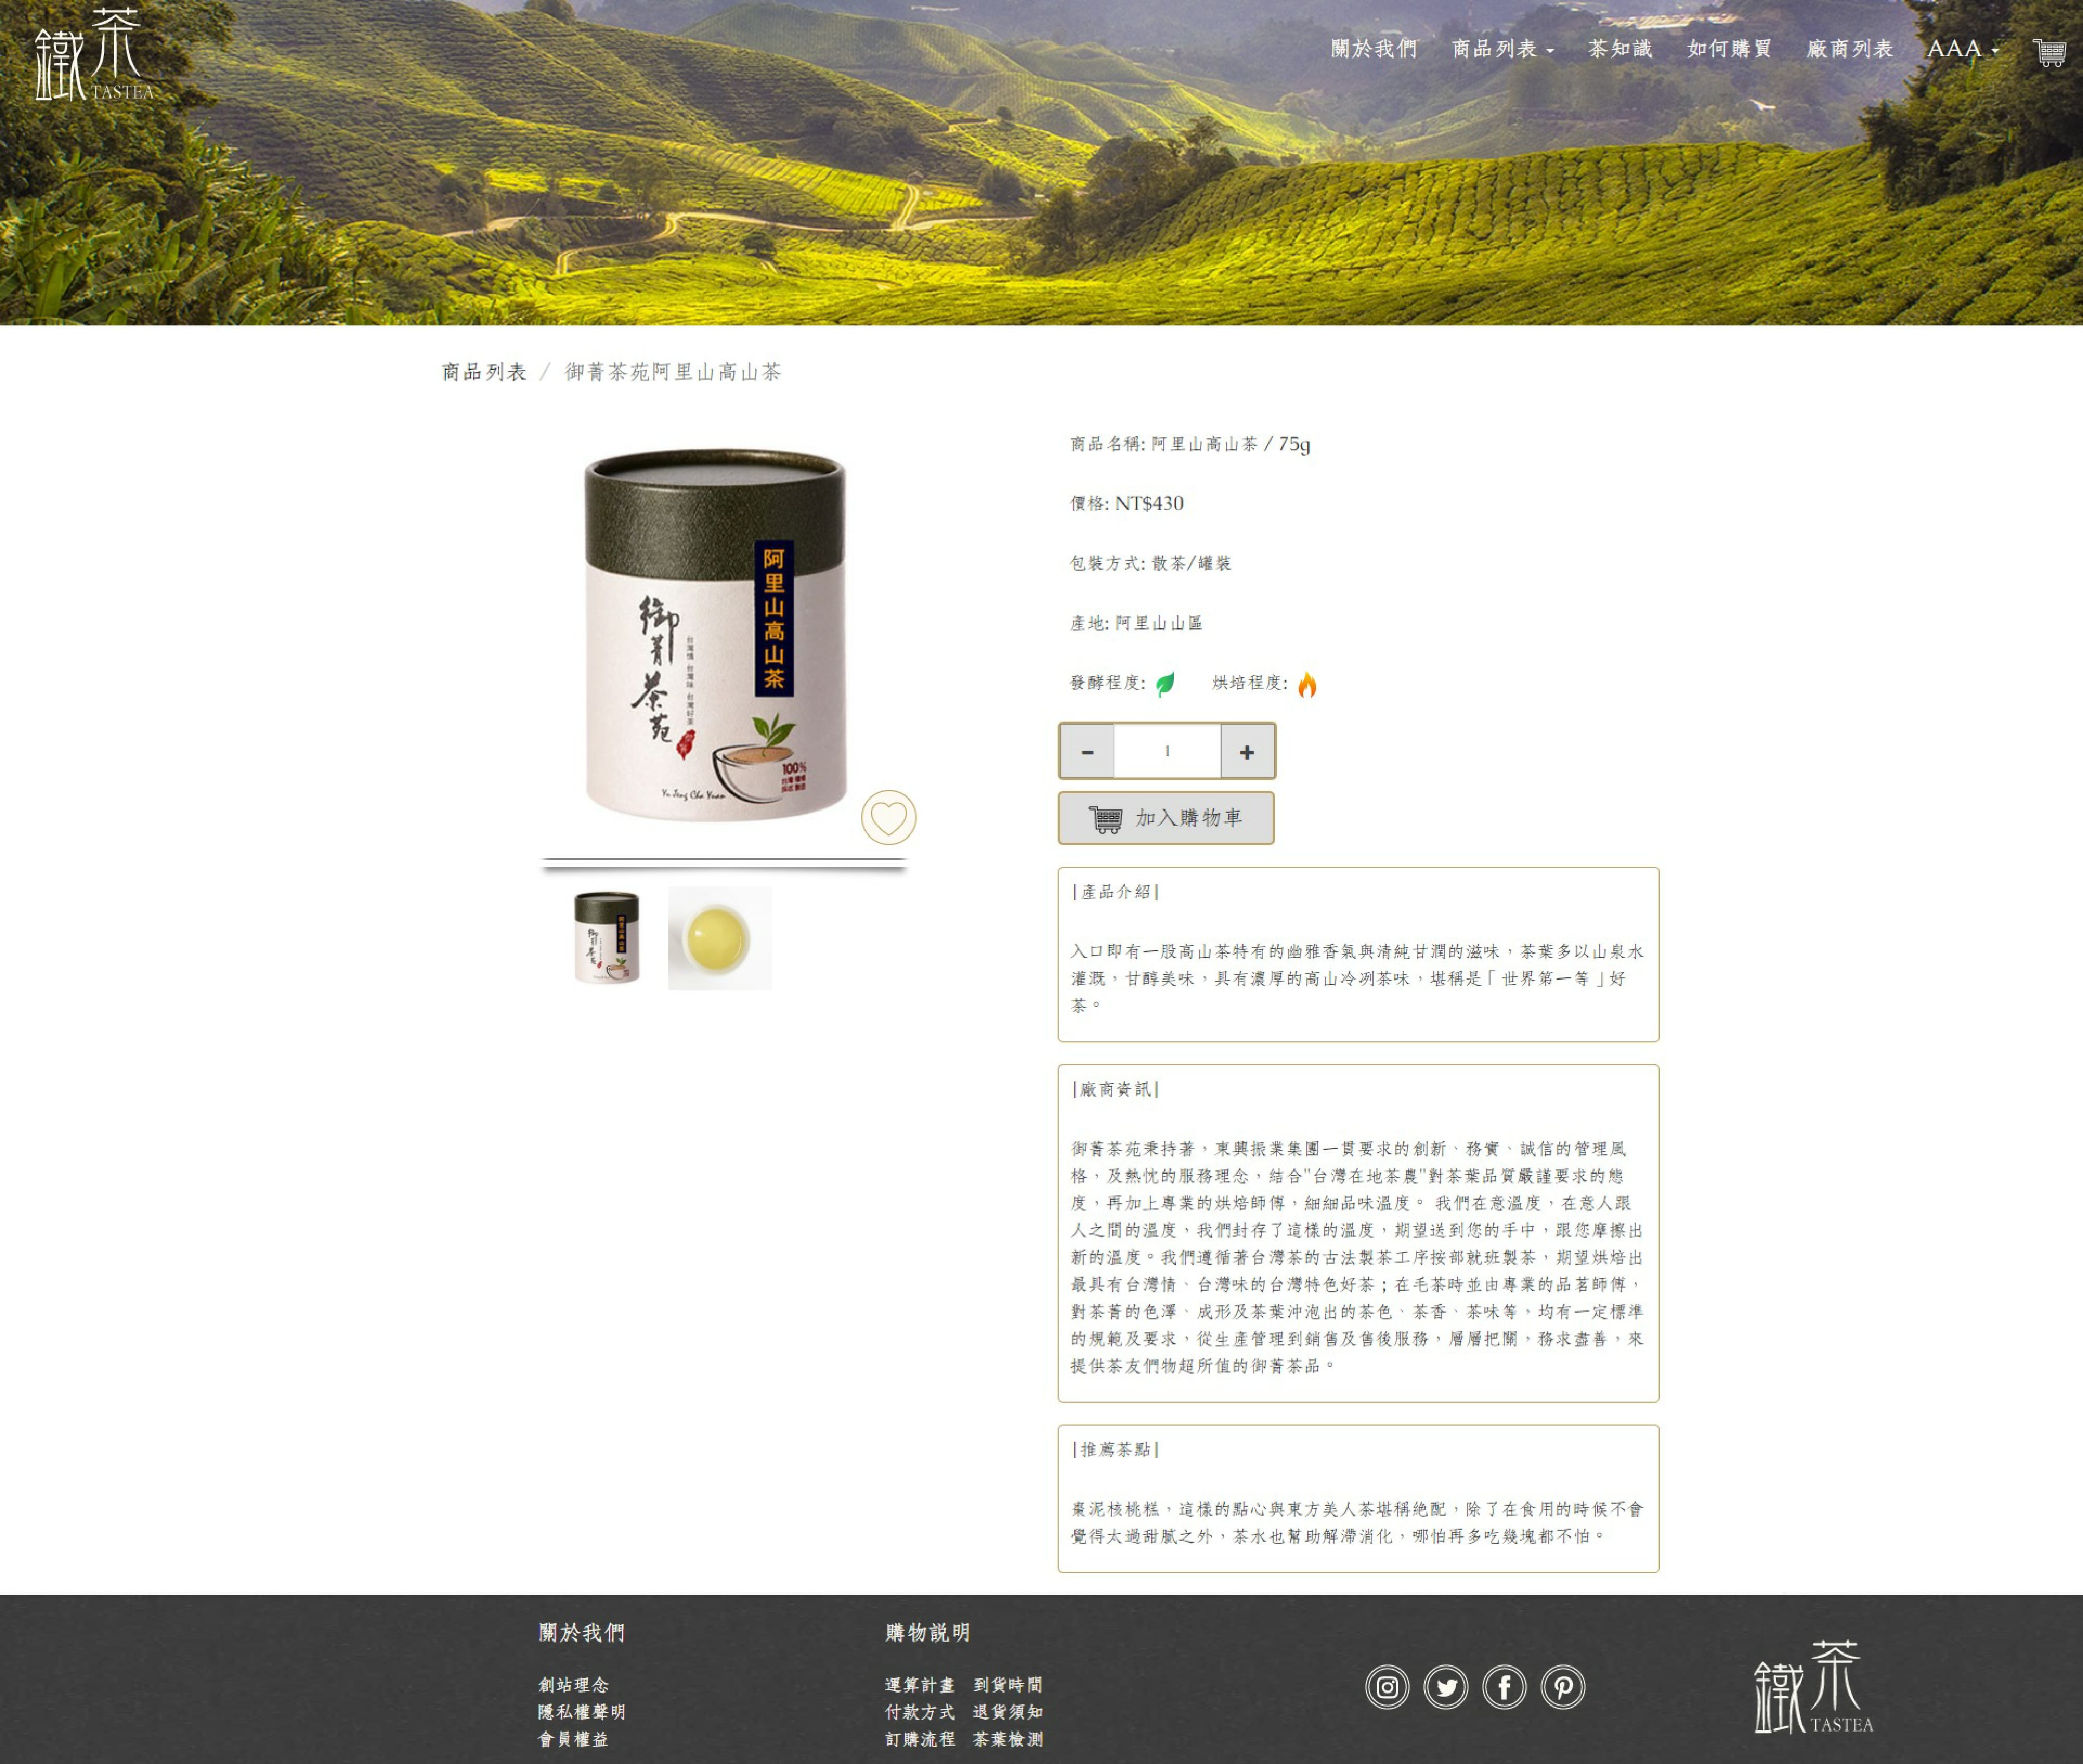 鐵茶
TASTEA
關於我們 商品列表 茶知識 如何購買 廠商列表 AAA
商品列表 / 御菁茶苑阿里山高山茶
阿里山高山茶
御菁茶苑
台灣情 台灣味 台灣好茶
100%
Yu Jing Cha Yuan
商品名稱: 阿里山高山茶 / 75g
價格: NT$430
包裝方式: 散茶/罐裝
產地: 阿里山山區
發酵程度: 烘培程度:
- 1 +
加入購物車
|產品介紹|
入口即有一股高山茶特有的幽雅香氣與清純甘潤的滋味，茶葉多以山泉水
灌溉，甘醇美味，具有濃厚的高山冷冽茶味，堪稱是「世界第一等」好
茶。
|廠商資訊|
御菁茶苑秉持著，東興振業集團一貫要求的創新、務實、誠信的管理風
格，及熱忱的服務理念，結合"台灣在地茶農"對茶葉品質嚴謹要求的態
度，再加上專業的烘焙師傅，細細品味溫度。 我們在意溫度，在意人跟
人之間的溫度，我們封存了這樣的溫度，期望送到您的手中，跟您摩擦出
新的溫度。我們遵循著台灣茶的古法製茶工序按部就班製茶，期望烘焙出
最具有台灣情、台灣味的台灣特色好茶；在毛茶時並由專業的品茗師傅，
對茶菁的色澤、成形及茶葉沖泡出的茶色、茶香、茶味等，均有一定標準
的規範及要求，從生產管理到銷售及售後服務，層層把關，務求盡善，來
提供茶友們物超所值的御菁茶品。
|推薦茶點|
棗泥核桃糕，這樣的點心與東方美人茶堪稱絕配，除了在食用的時候不會
覺得太過甜膩之外，茶水也幫助解滯消化，哪怕再多吃幾塊都不怕。
關於我們
創站理念
隱私權聲明
會員權益
購物説明
運算計畫 到貨時間
付款方式 退貨須知
訂購流程 茶葉檢測
鐵茶
TASTEA